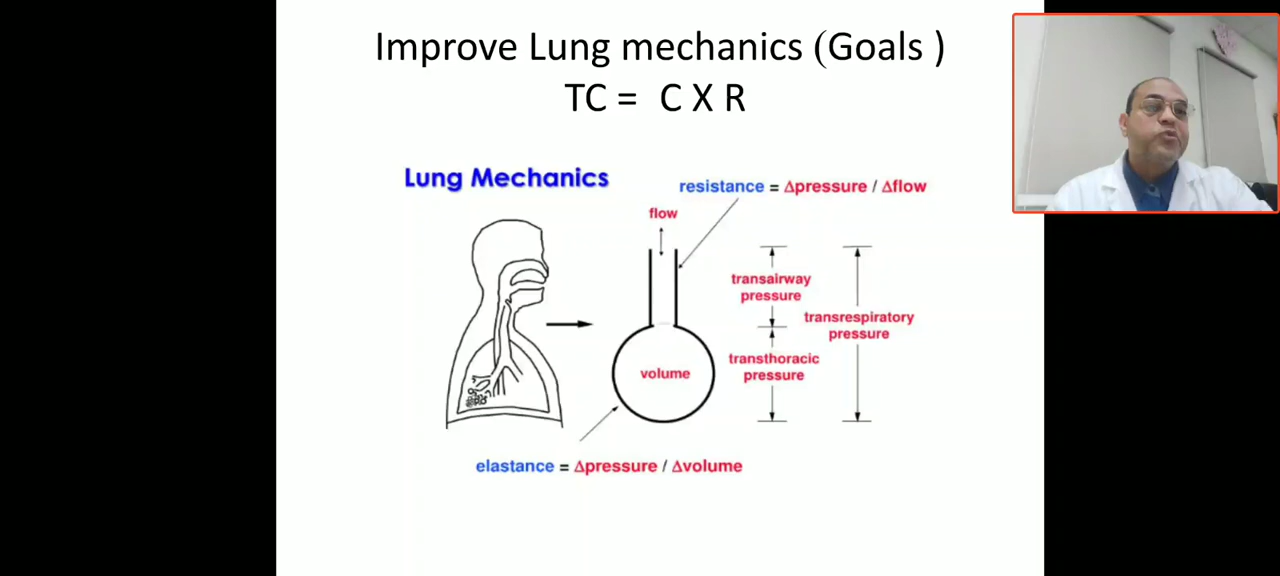 Improve Lung mechanics (Goals )
TC = C X R
Lung Mechanics
resistance = Δpressure / Δflow
flow
transairway
pressure
transrespiratory
pressure
transthoracic
pressure
volume
elastance = Δpressure / Δvolume